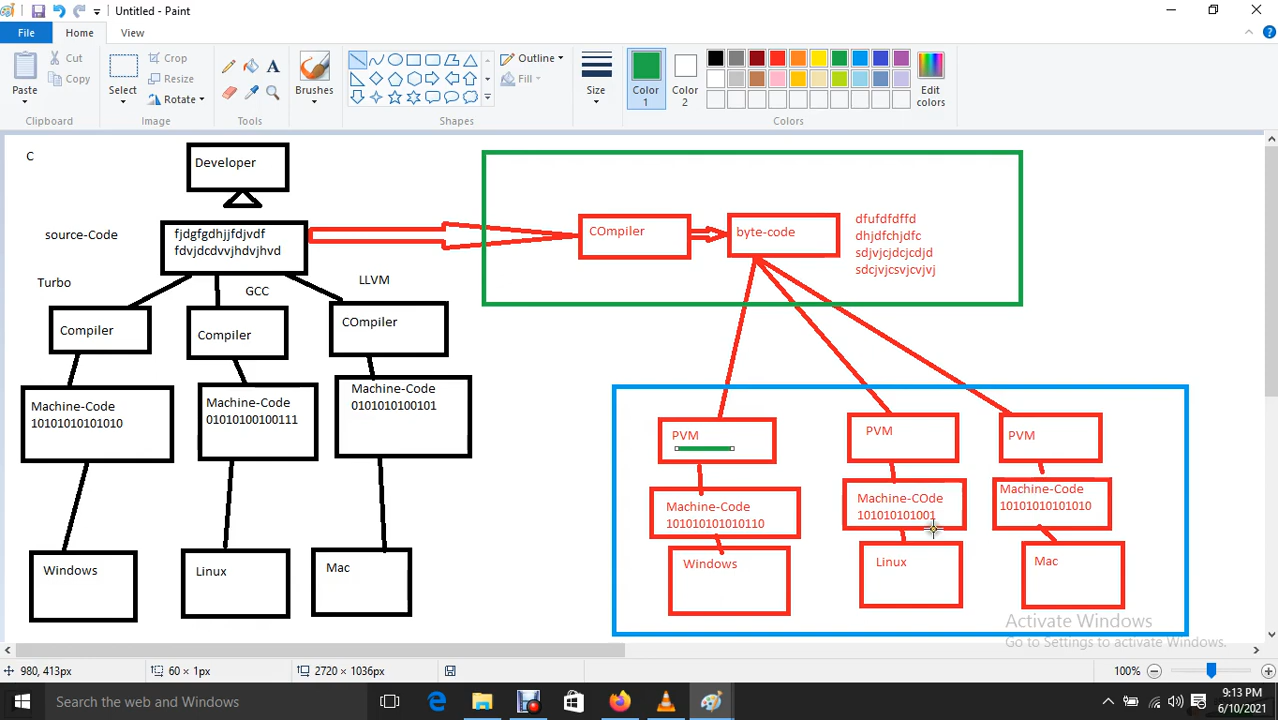 Untitled - Paint
File
Home
View
Paste
Cut
Copy
Clipboard
Select
Crop
Resize
Rotate
Image
Tools
Brushes
Shapes
Outline
Fill
Size
Color 1
Color 2
Edit colors
Colors
C
Developer
source-Code
fjdgfgdhjjfdjvdf
fdvjdcdvvjhdvjhvd
Turbo
GCC
LLVM
Compiler
Compiler
COmpiler
Machine-Code
10101010101010
Machine-Code
01010100100111
Machine-Code
0101010100101
Windows
Linux
Mac
COmpiler
byte-code
dfufdfdffd
dhjdfchjdfc
sdjvjcjdjcjdjd
sdcjvjcsvjcvjvj
PVM
PVM
PVM
Machine-Code
101010101010110
Machine-COde
101010101001
Machine-Code
10101010101010
Windows
Linux
Mac
Activate Windows
Go to Settings to activate Windows.
980, 413px
60 × 1px
2720 × 1036px
100%
Search the web and Windows
9:13 PM
6/10/2021